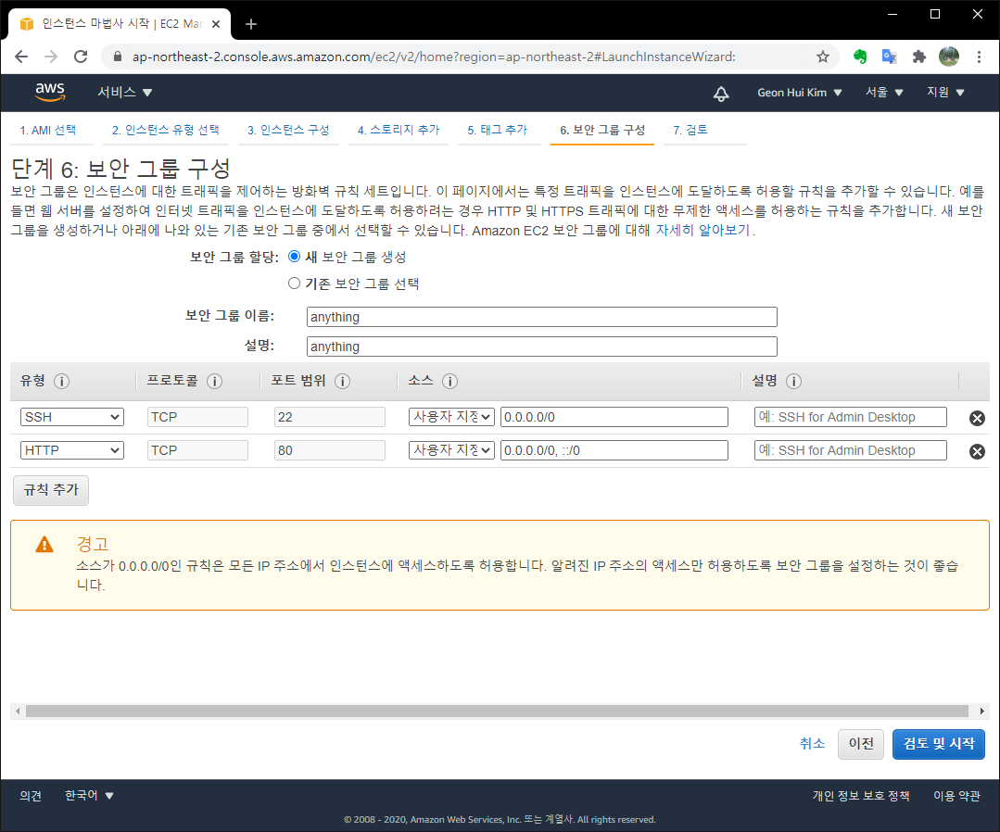 인스턴스 마법사 시작 | EC2 Mar
ap-northeast-2.console.aws.amazon.com/ec2/v2/home?region=ap-northeast-2#LaunchInstanceWizard:
aws 서비스 Geon Hui Kim 서울 지원
1. AMI 선택 2. 인스턴스 유형 선택 3. 인스턴스 구성 4. 스토리지 추가 5. 태그 추가 6. 보안 그룹 구성 7. 검토
단계 6: 보안 그룹 구성
보안 그룹은 인스턴스에 대한 트래픽을 제어하는 방화벽 규칙 세트입니다. 이 페이지에서는 특정 트래픽을 인스턴스에 도달하도록 허용할 규칙을 추가할 수 있습니다. 예를
들면 웹 서버를 설정하여 인터넷 트래픽을 인스턴스에 도달하도록 허용하려는 경우 HTTP 및 HTTPS 트래픽에 대한 무제한 액세스를 허용하는 규칙을 추가합니다. 새 보안
그룹을 생성하거나 아래에 나와 있는 기존 보안 그룹 중에서 선택할 수 있습니다. Amazon EC2 보안 그룹에 대해 자세히 알아보기.
보안 그룹 할당: 새 보안 그룹 생성
기존 보안 그룹 선택
보안 그룹 이름: anything
설명: anything
유형 i 프로토콜 i 포트 범위 i 소스 i 설명 i
SSH TCP 22 사용자 지정 0.0.0.0/0 예: SSH for Admin Desktop
HTTP TCP 80 사용자 지정 0.0.0.0/0, ::/0 예: SSH for Admin Desktop
규칙 추가
경고
소스가 0.0.0.0/0인 규칙은 모든 IP 주소에서 인스턴스에 액세스하도록 허용합니다. 알려진 IP 주소의 액세스만 허용하도록 보안 그룹을 설정하는 것이 좋습
니다.
취소 이전 검토 및 시작
의견 한국어 개인 정보 보호 정책 이용 약관
© 2008 - 2020, Amazon Web Services, Inc. 또는 계열사. All rights reserved.